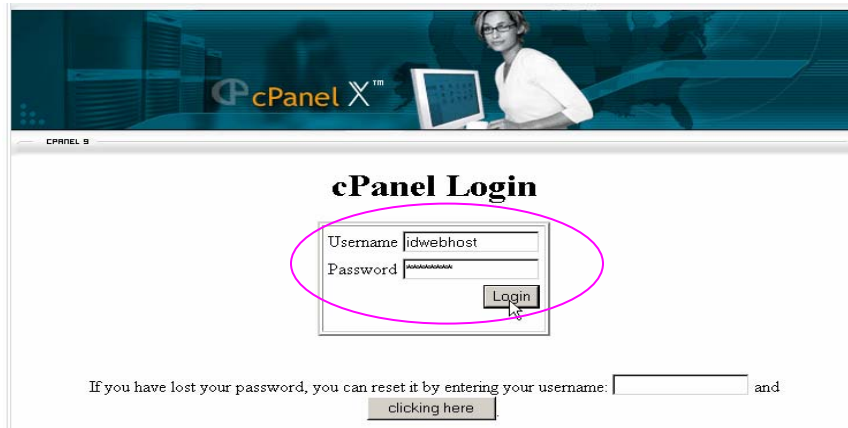 cPanel X™
CPANEL 9
cPanel Login
Username idwebhost
Password ********
Login
If you have lost your password, you can reset it by entering your username: and
clicking here .